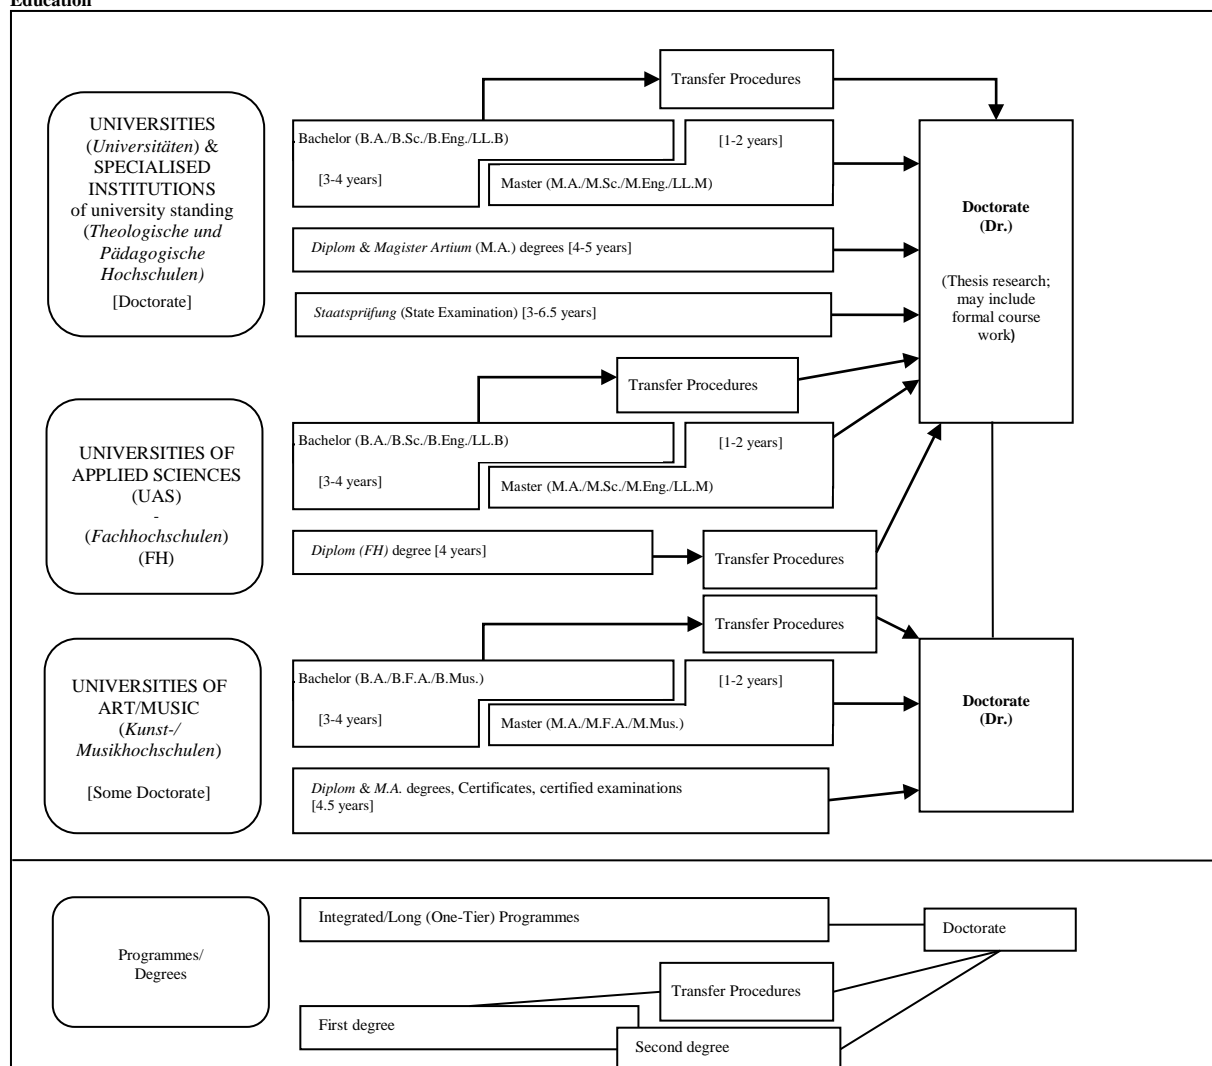 Education
Transfer Procedures
UNIVERSITIES
(Universitäten) &
SPECIALISED
INSTITUTIONS
of university standing
(Theologische und
Pädagogische
Hochschulen)
[Doctorate]
Bachelor (B.A./B.Sc./B.Eng./LL.B)
[3-4 years]
[1-2 years]
Master (M.A./M.Sc./M.Eng./LL.M)
Diplom & Magister Artium (M.A.) degrees [4-5 years]
Staatsprüfung (State Examination) [3-6.5 years]
Doctorate
(Dr.)
(Thesis research;
may include
formal course
work)
Transfer Procedures
UNIVERSITIES OF
APPLIED SCIENCES
(UAS)
-
(Fachhochschulen)
(FH)
Bachelor (B.A./B.Sc./B.Eng./LL.B)
[3-4 years]
[1-2 years]
Master (M.A./M.Sc./M.Eng./LL.M)
Diplom (FH) degree [4 years]
Transfer Procedures
Transfer Procedures
UNIVERSITIES OF
ART/MUSIC
(Kunst-/
Musikhochschulen)
[Some Doctorate]
Bachelor (B.A./B.F.A./B.Mus.)
[3-4 years]
[1-2 years]
Master (M.A./M.F.A./M.Mus.)
Diplom & M.A. degrees, Certificates, certified examinations
[4.5 years]
Doctorate
(Dr.)
Programmes/
Degrees
Integrated/Long (One-Tier) Programmes
Doctorate
Transfer Procedures
First degree
Second degree